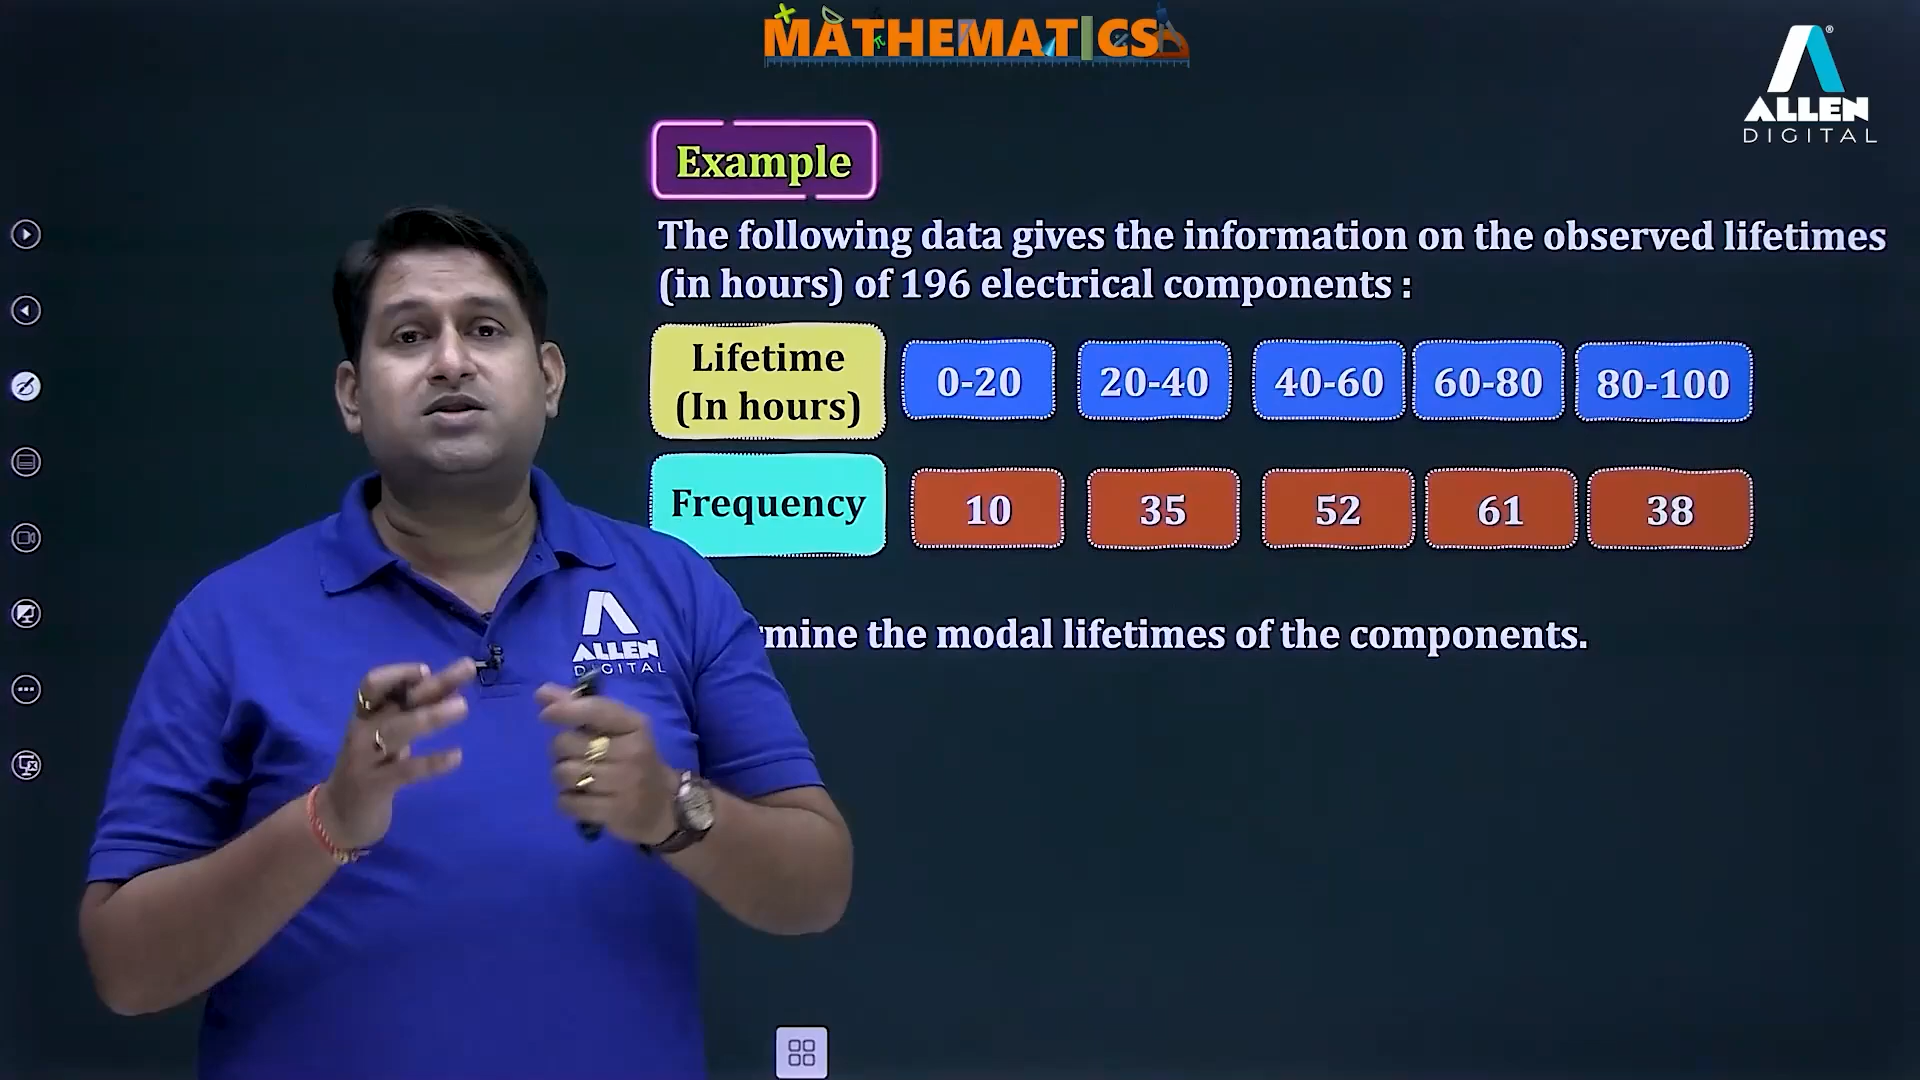 MATHEMATICS
ALLEN
DIGITAL
Example
The following data gives the information on the observed lifetimes
(in hours) of 196 electrical components :
Lifetime
(In hours)
0-20 20-40 40-60 60-80 80-100
Frequency
10 35 52 61 38
the modal lifetimes of the components.
ALLEN
DIGITAL